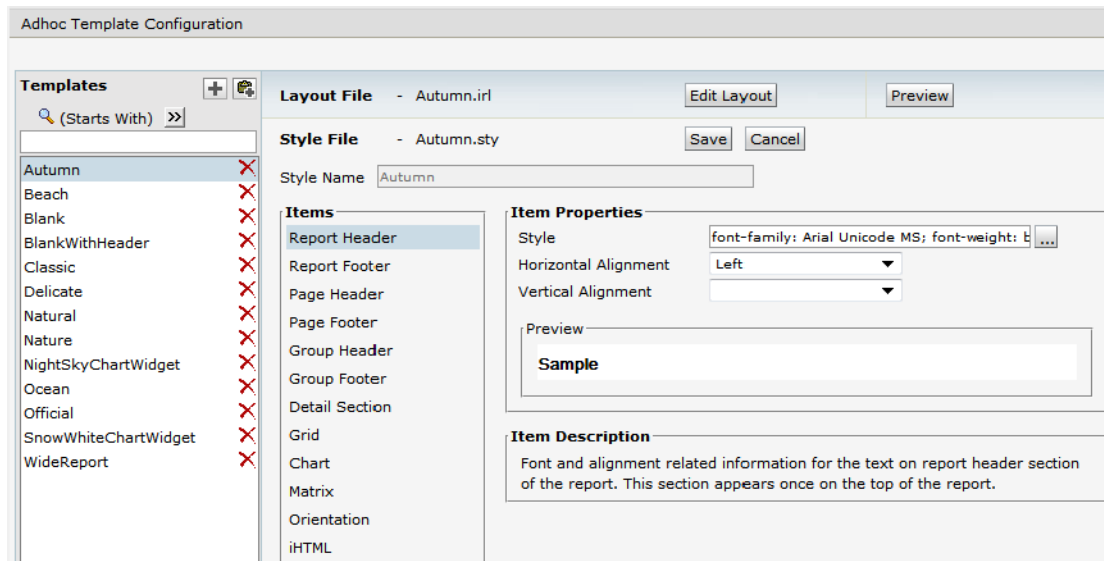 Adhoc Template Configuration
Templates
(Starts With) >>
Autumn
Beach
Blank
BlankWithHeader
Classic
Delicate
Natural
Nature
NightSkyChartWidget
Ocean
Official
SnowWhiteChartWidget
WideReport
Layout File - Autumn.irl Edit Layout Preview
Style File - Autumn.sty Save Cancel
Style Name Autumn
Items
Report Header
Report Footer
Page Header
Page Footer
Group Header
Group Footer
Detail Section
Grid
Chart
Matrix
Orientation
iHTML
Item Properties
Style font-family: Arial Unicode MS; font-weight: ...
Horizontal Alignment Left
Vertical Alignment
Preview
Sample
Item Description
Font and alignment related information for the text on report header section
of the report. This section appears once on the top of the report.